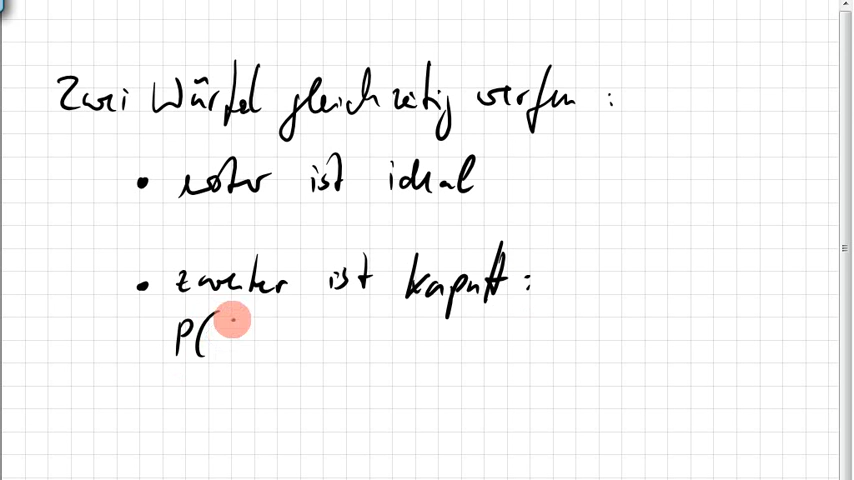 Zwei Würfel gleichzeitig werfen :
• erster ist ideal
• zweiter ist kaputt :
P(